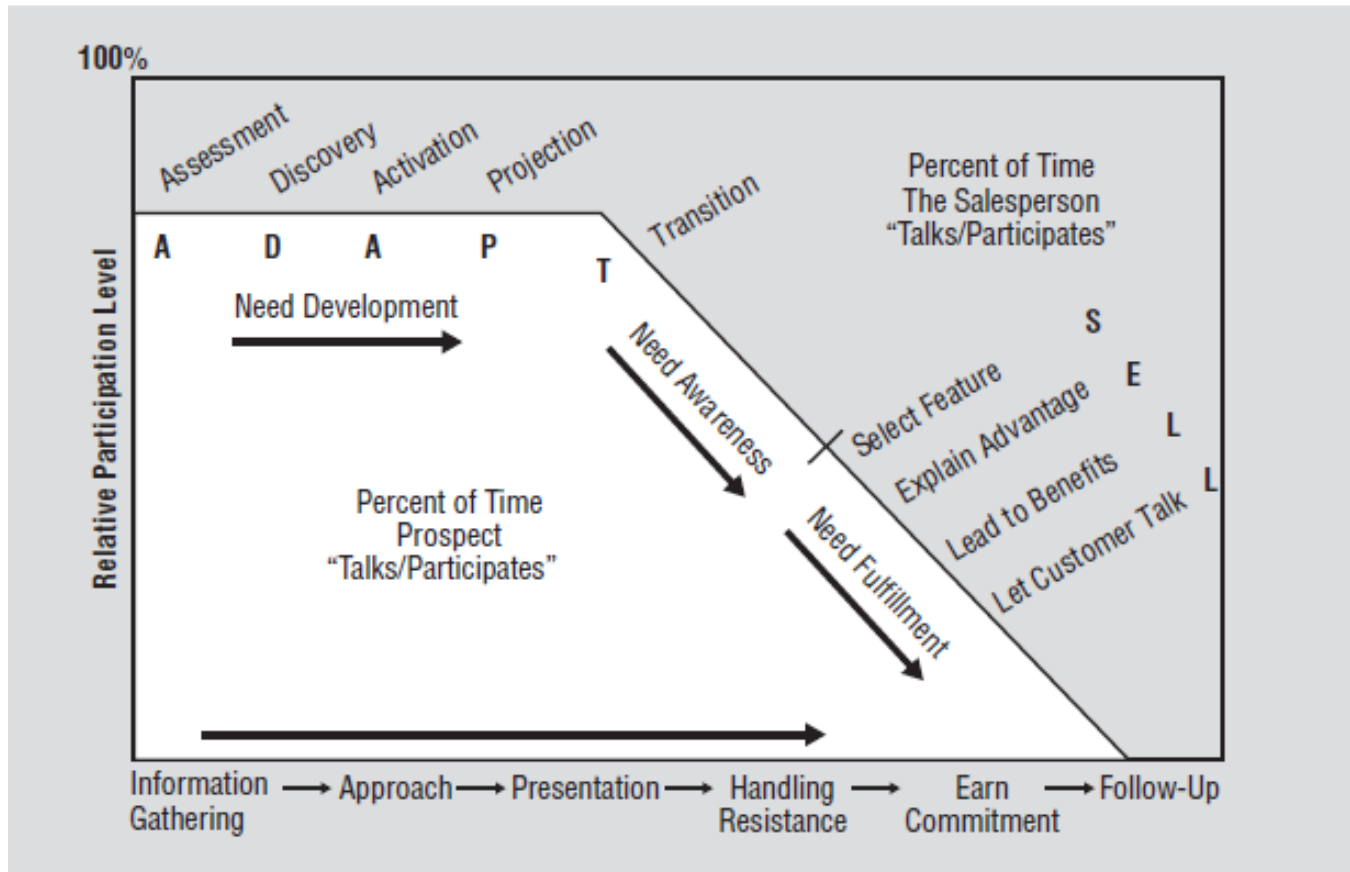 100%
Assessment
Discovery
Activation
Projection
Transition
Percent of Time
The Salesperson
“Talks/Participates”
A
D
A
P
T
Need Development
Need Awareness
Need Fulfillment
S
E
L
L
Select Feature
Explain Advantage
Lead to Benefits
Let Customer Talk
Percent of Time
Prospect
“Talks/Participates”
Relative Participation Level
Information
Gathering
Approach
Presentation
Handling
Resistance
Earn
Commitment
Follow-Up